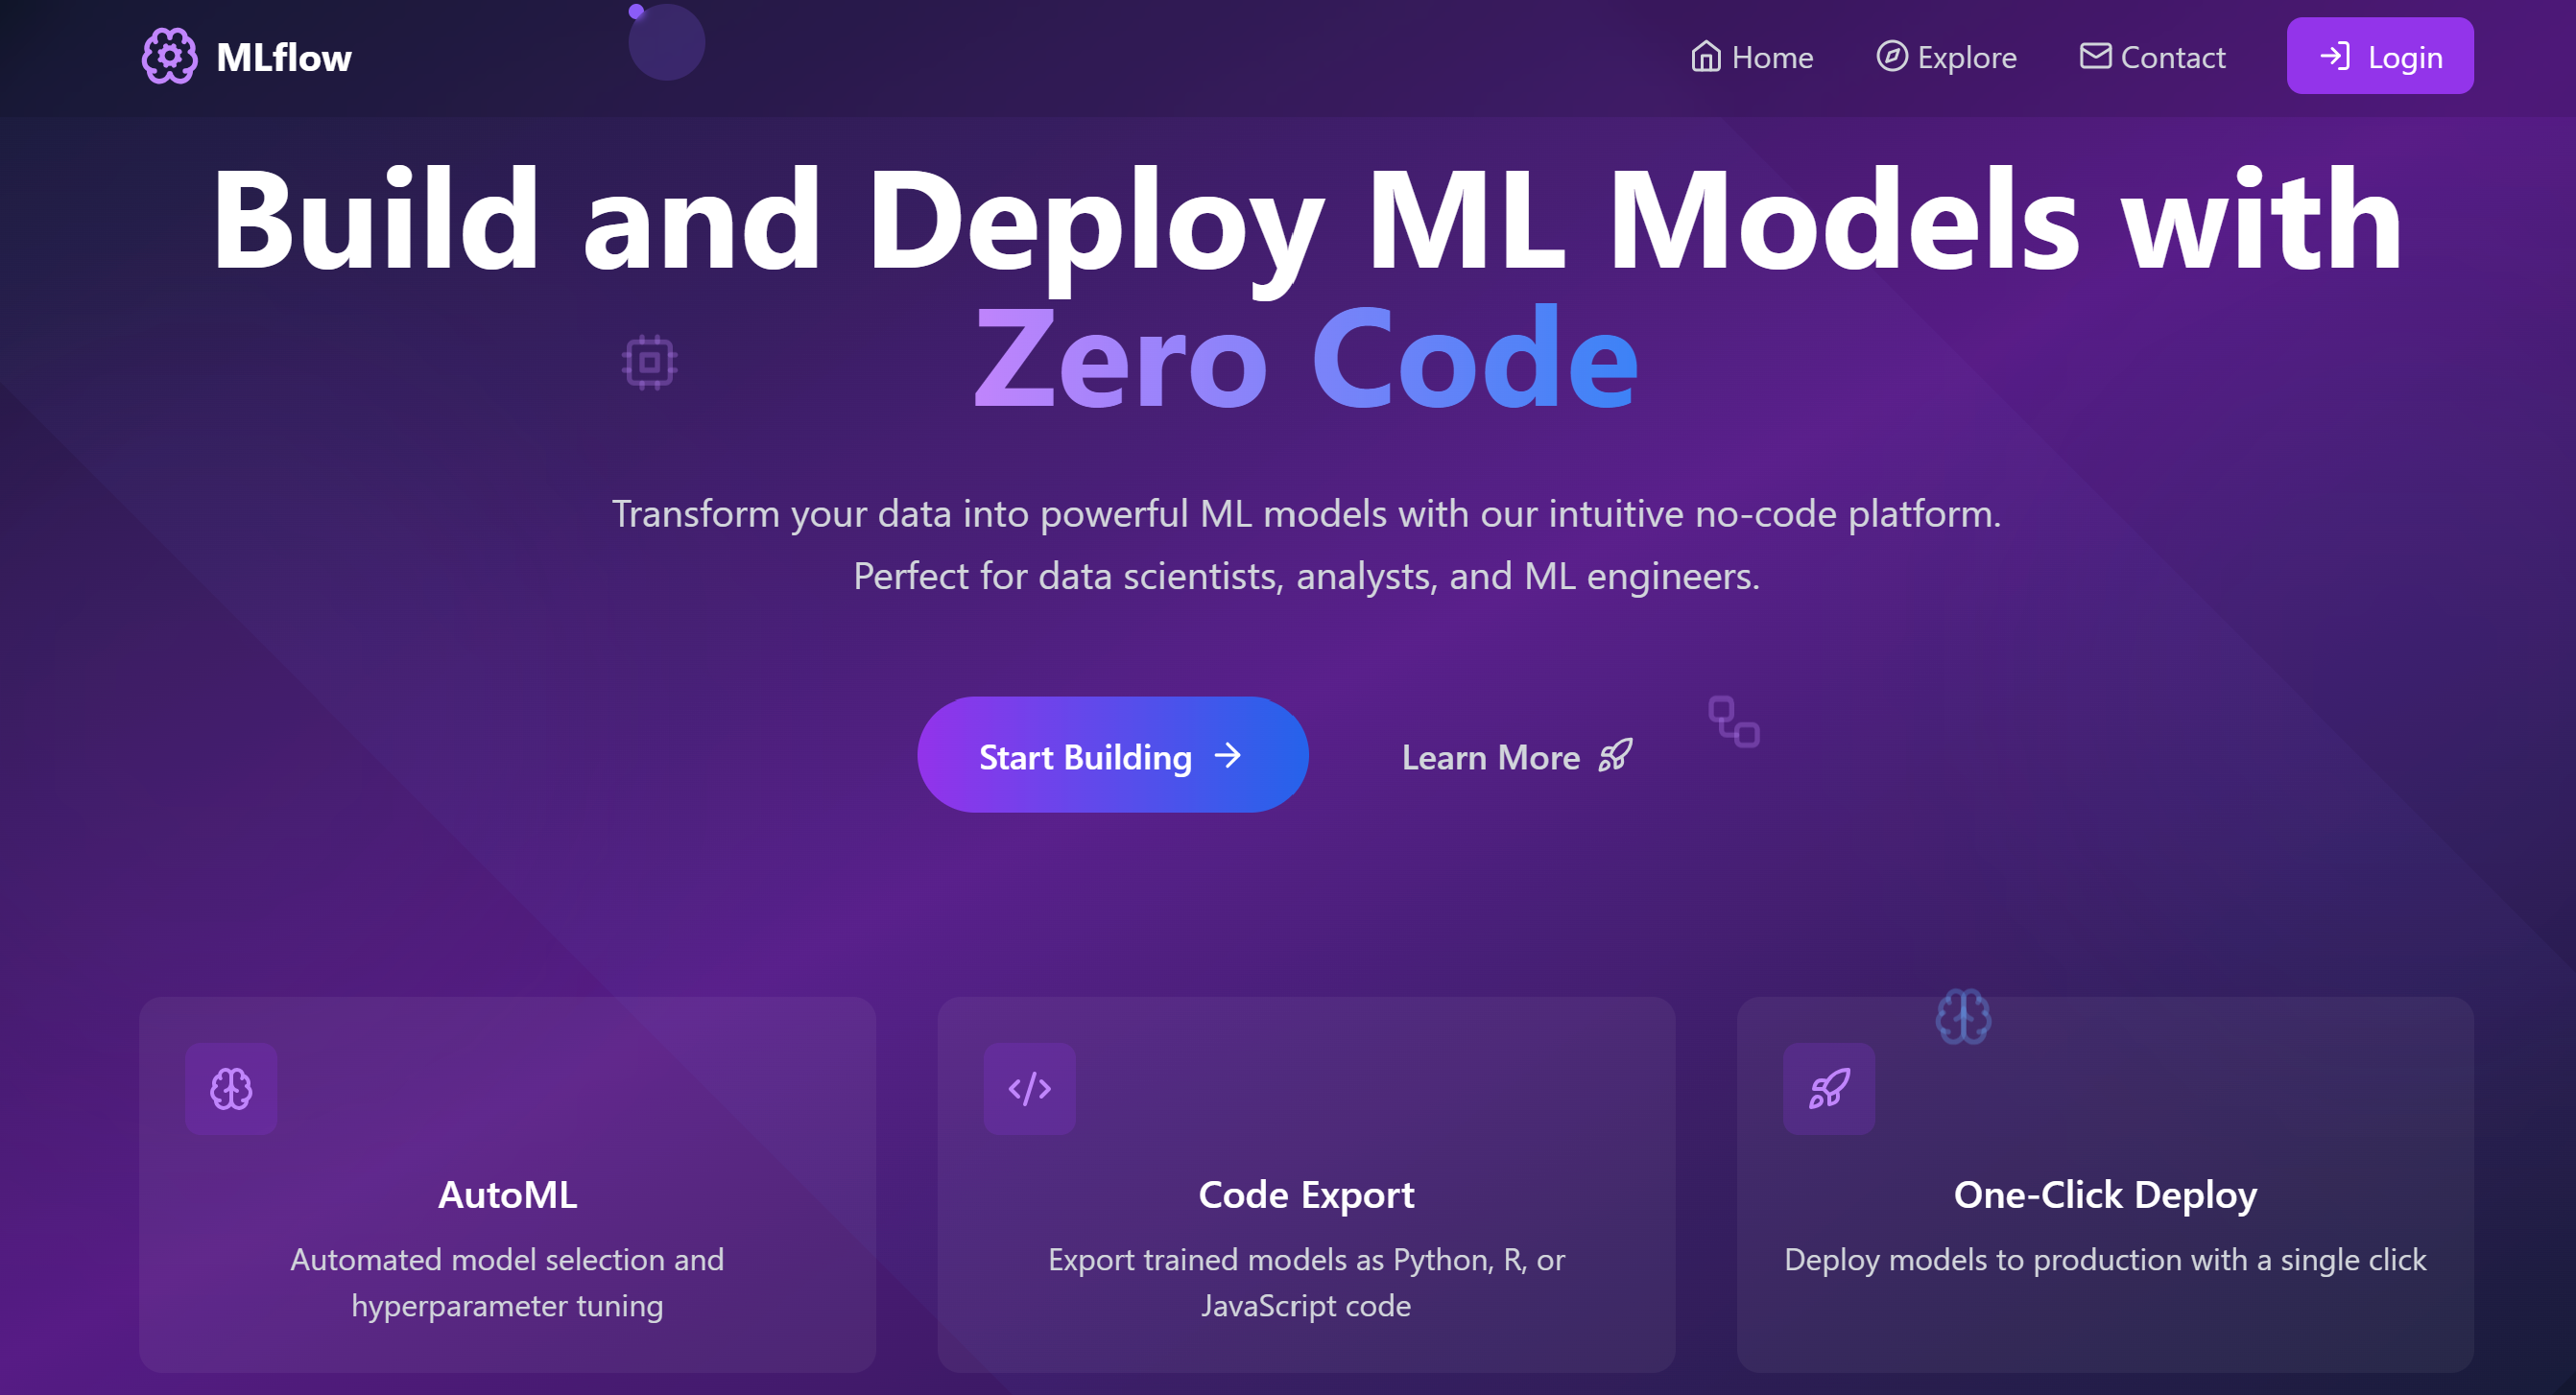 MLflow
Home
Explore
Contact
Login
Build and Deploy ML Models with
Zero Code
Transform your data into powerful ML models with our intuitive no-code platform.
Perfect for data scientists, analysts, and ML engineers.
Start Building
Learn More
AutoML
Automated model selection and
hyperparameter tuning
Code Export
Export trained models as Python, R, or
JavaScript code
One-Click Deploy
Deploy models to production with a single click